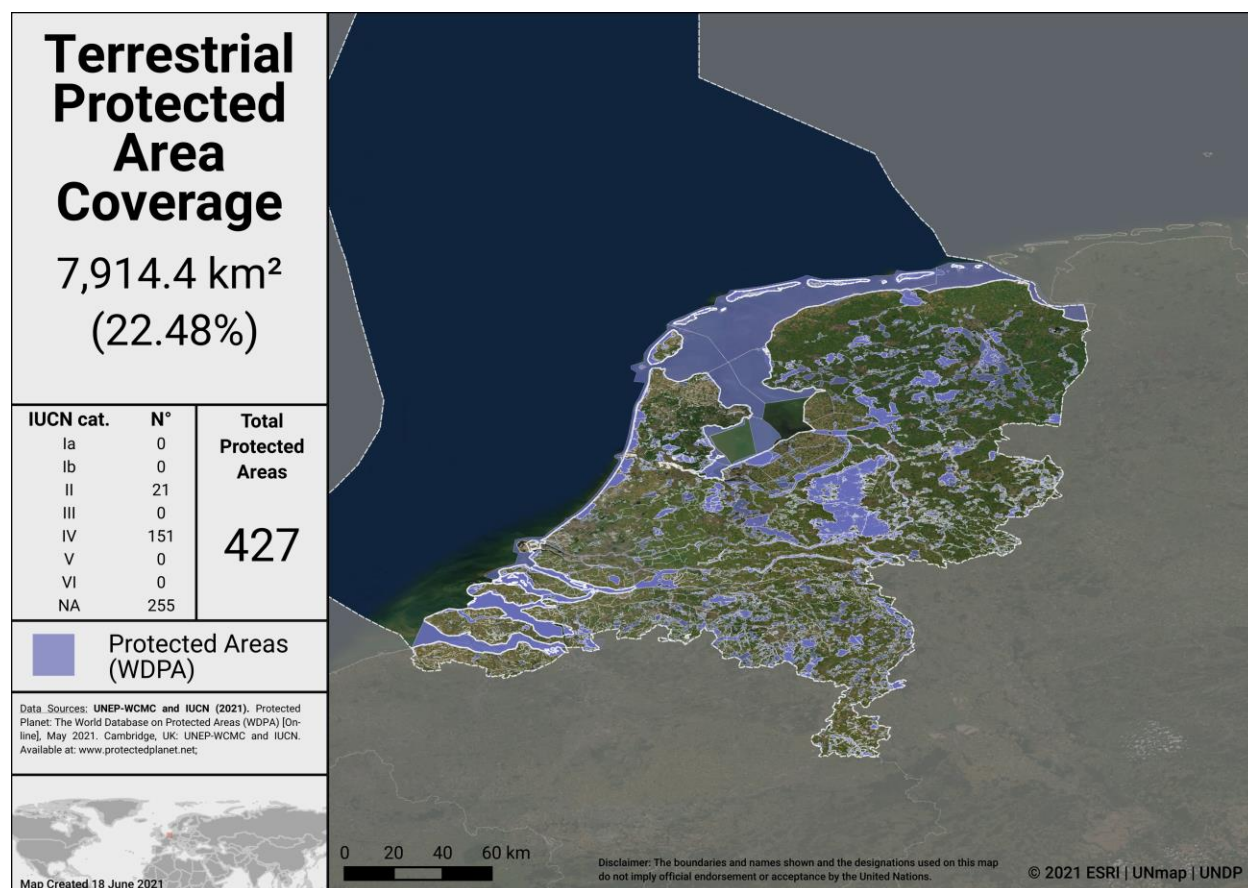 Terrestrial
Protected
Area
Coverage
7,914.4 km²
(22.48%)
IUCN cat. N°
Ia 0
Ib 0
II 21
III 0
IV 151
V 0
VI 0
NA 255
Total
Protected
Areas
427
Protected Areas
(WDPA)
Data Sources: UNEP-WCMC and IUCN (2021). Protected
Planet: The World Database on Protected Areas (WDPA) [On-
line], May 2021. Cambridge, UK: UNEP-WCMC and IUCN.
Available at: www.protectedplanet.net;
Map Created 18 June 2021
0 20 40 60 km
Disclaimer: The boundaries and names shown and the designations used on this map
do not imply official endorsement or acceptance by the United Nations.
© 2021 ESRI | UNmap | UNDP